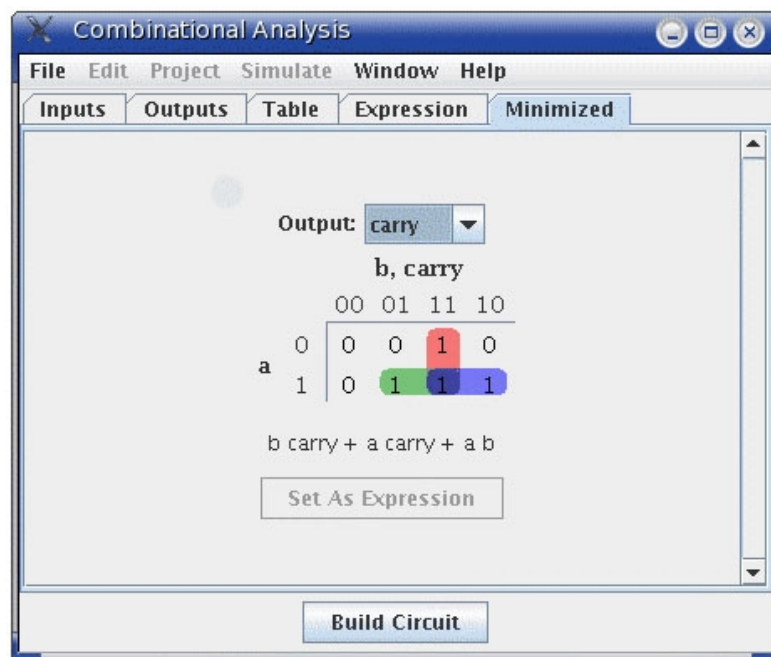 Combinational Analysis
File Edit Project Simulate Window Help
Inputs Outputs Table Expression Minimized
Output: carry
b, carry
00 01 11 10
0 0 0 1 0
a
1 0 1 1 1
b carry + a carry + a b
Set As Expression
Build Circuit